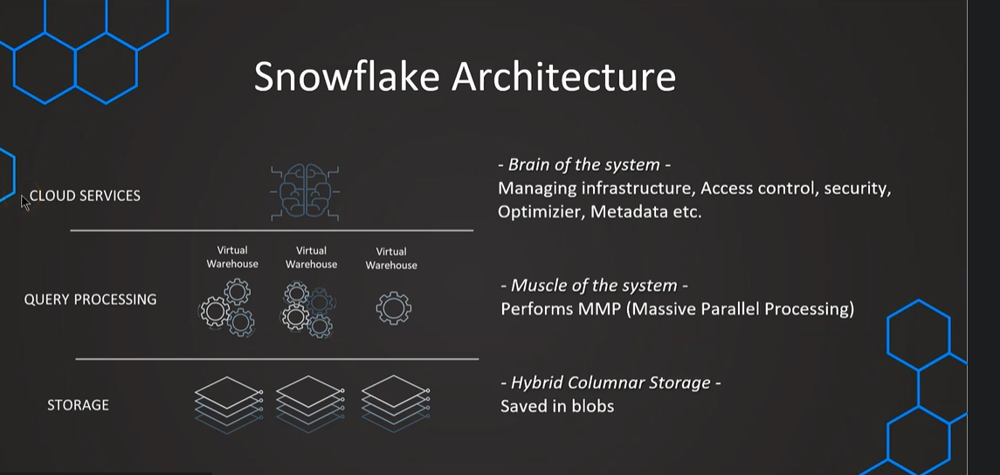 Snowflake Architecture
CLOUD SERVICES
- Brain of the system -
Managing infrastructure, Access control, security,
Optimizier, Metadata etc.
Virtual
Warehouse
Virtual
Warehouse
Virtual
Warehouse
QUERY PROCESSING
- Muscle of the system -
Performs MMP (Massive Parallel Processing)
STORAGE
- Hybrid Columnar Storage -
Saved in blobs